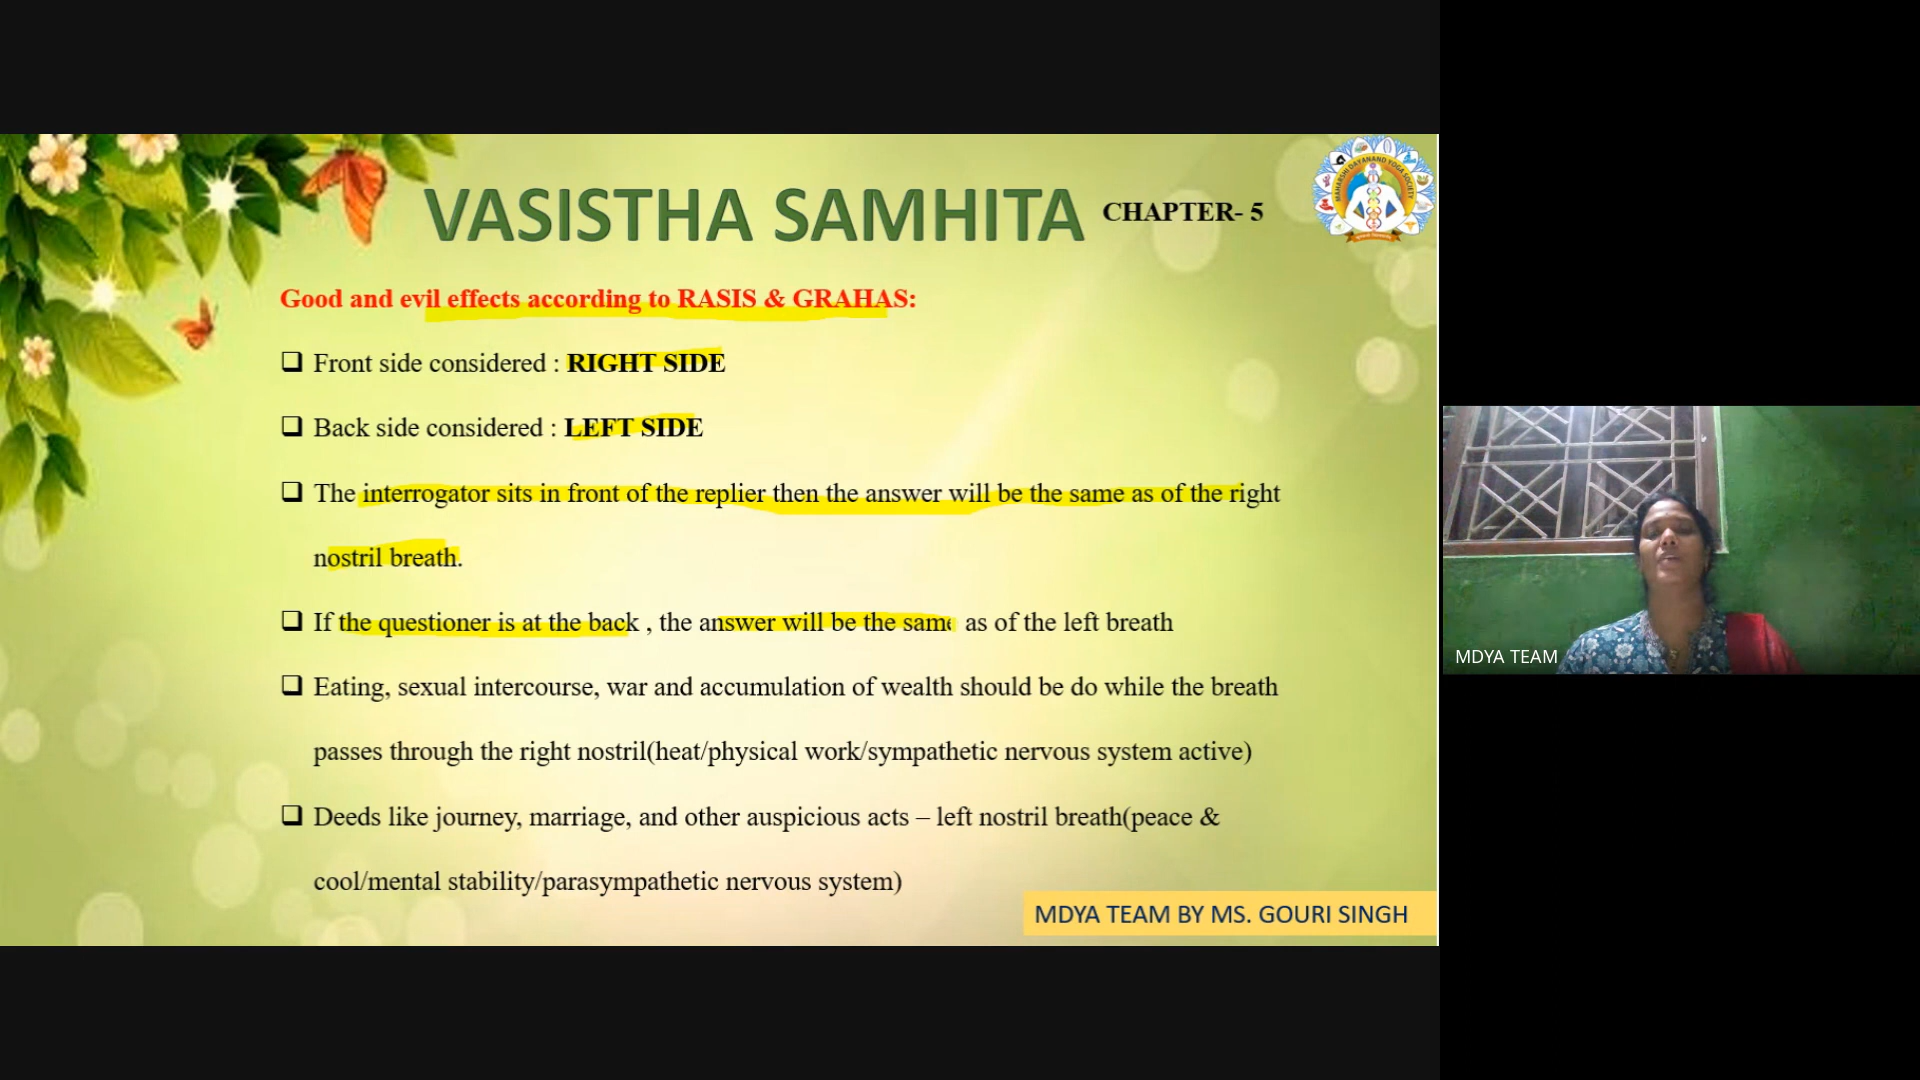 VASISTHA SAMHITA CHAPTER- 5
MAHARSHI DAYANAND YOGA SOCIETY
Good and evil effects according to RASIS & GRAHAS:
❑ Front side considered : RIGHT SIDE
❑ Back side considered : LEFT SIDE
❑ The interrogator sits in front of the replier then the answer will be the same as of the right
nostril breath.
❑ If the questioner is at the back , the answer will be the same as of the left breath
❑ Eating, sexual intercourse, war and accumulation of wealth should be do while the breath
passes through the right nostril(heat/physical work/sympathetic nervous system active)
❑ Deeds like journey, marriage, and other auspicious acts – left nostril breath(peace &
cool/mental stability/parasympathetic nervous system)
MDYA TEAM BY MS. GOURI SINGH
MDYA TEAM